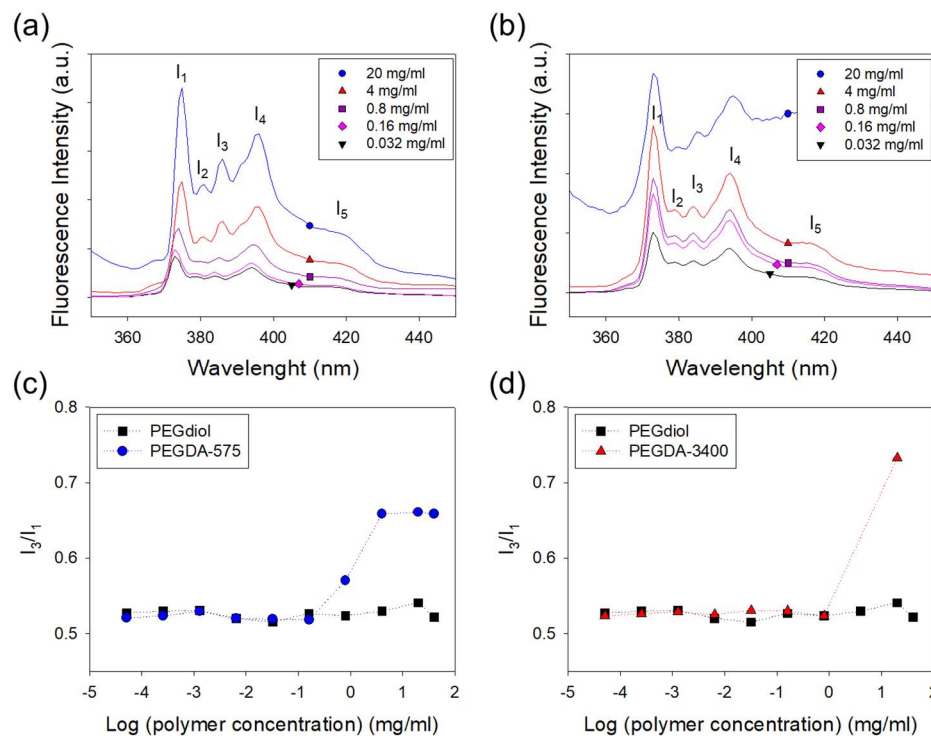 (a)
Fluorescence Intensity (a.u.)
I1
I2
I3
I4
I5
20 mg/ml
4 mg/ml
0.8 mg/ml
0.16 mg/ml
0.032 mg/ml
360 380 400 420 440
Wavelenght (nm)
(b)
Fluorescence Intensity (a.u.)
I1
I2
I3
I4
I5
20 mg/ml
4 mg/ml
0.8 mg/ml
0.16 mg/ml
0.032 mg/ml
360 380 400 420 440
Wavelenght (nm)
(c)
I3/I1
0.8
0.7
0.6
0.5
PEGdiol
PEGDA-575
-5 -4 -3 -2 -1 0 1 2
Log (polymer concentration) (mg/ml)
(d)
I3/I1
0.8
0.7
0.6
0.5
PEGdiol
PEGDA-3400
-5 -4 -3 -2 -1 0 1 2
Log (polymer concentration) (mg/ml)